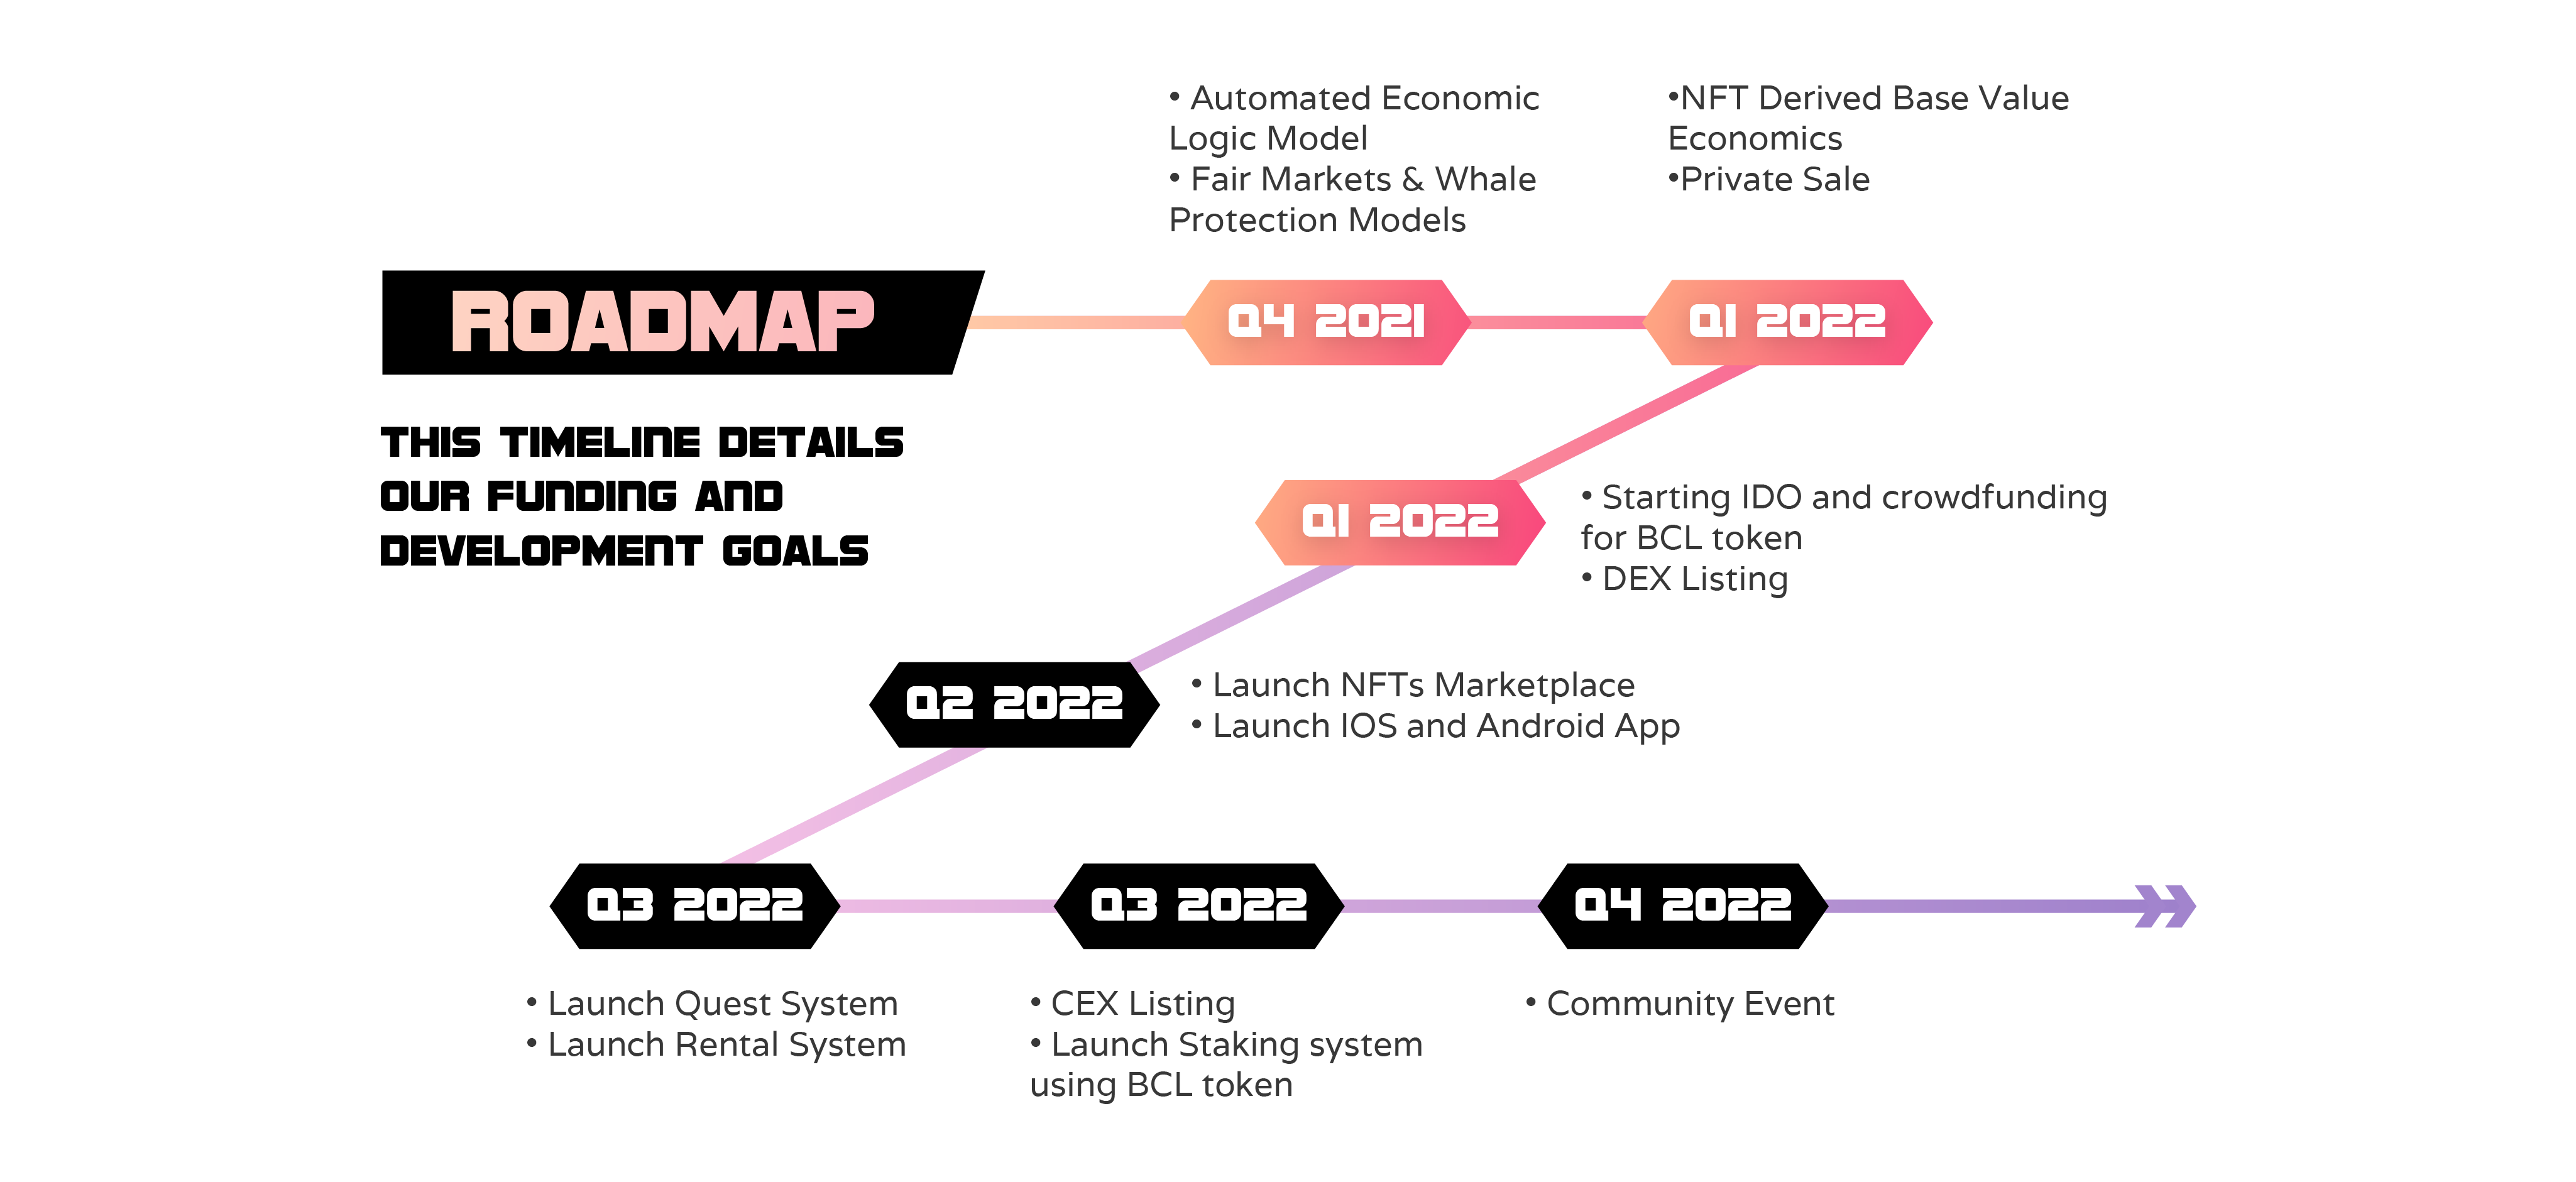 ROADMAP
THIS TIMELINE DETAILS
OUR FUNDING AND
DEVELOPMENT GOALS
• Automated Economic
Logic Model
• Fair Markets & Whale
Protection Models
Q4 2021
•NFT Derived Base Value
Economics
•Private Sale
Q1 2022
Q1 2022
• Starting IDO and crowdfunding
for BCL token
• DEX Listing
Q2 2022
• Launch NFTs Marketplace
• Launch IOS and Android App
Q3 2022
• Launch Quest System
• Launch Rental System
Q3 2022
• CEX Listing
• Launch Staking system
using BCL token
Q4 2022
• Community Event